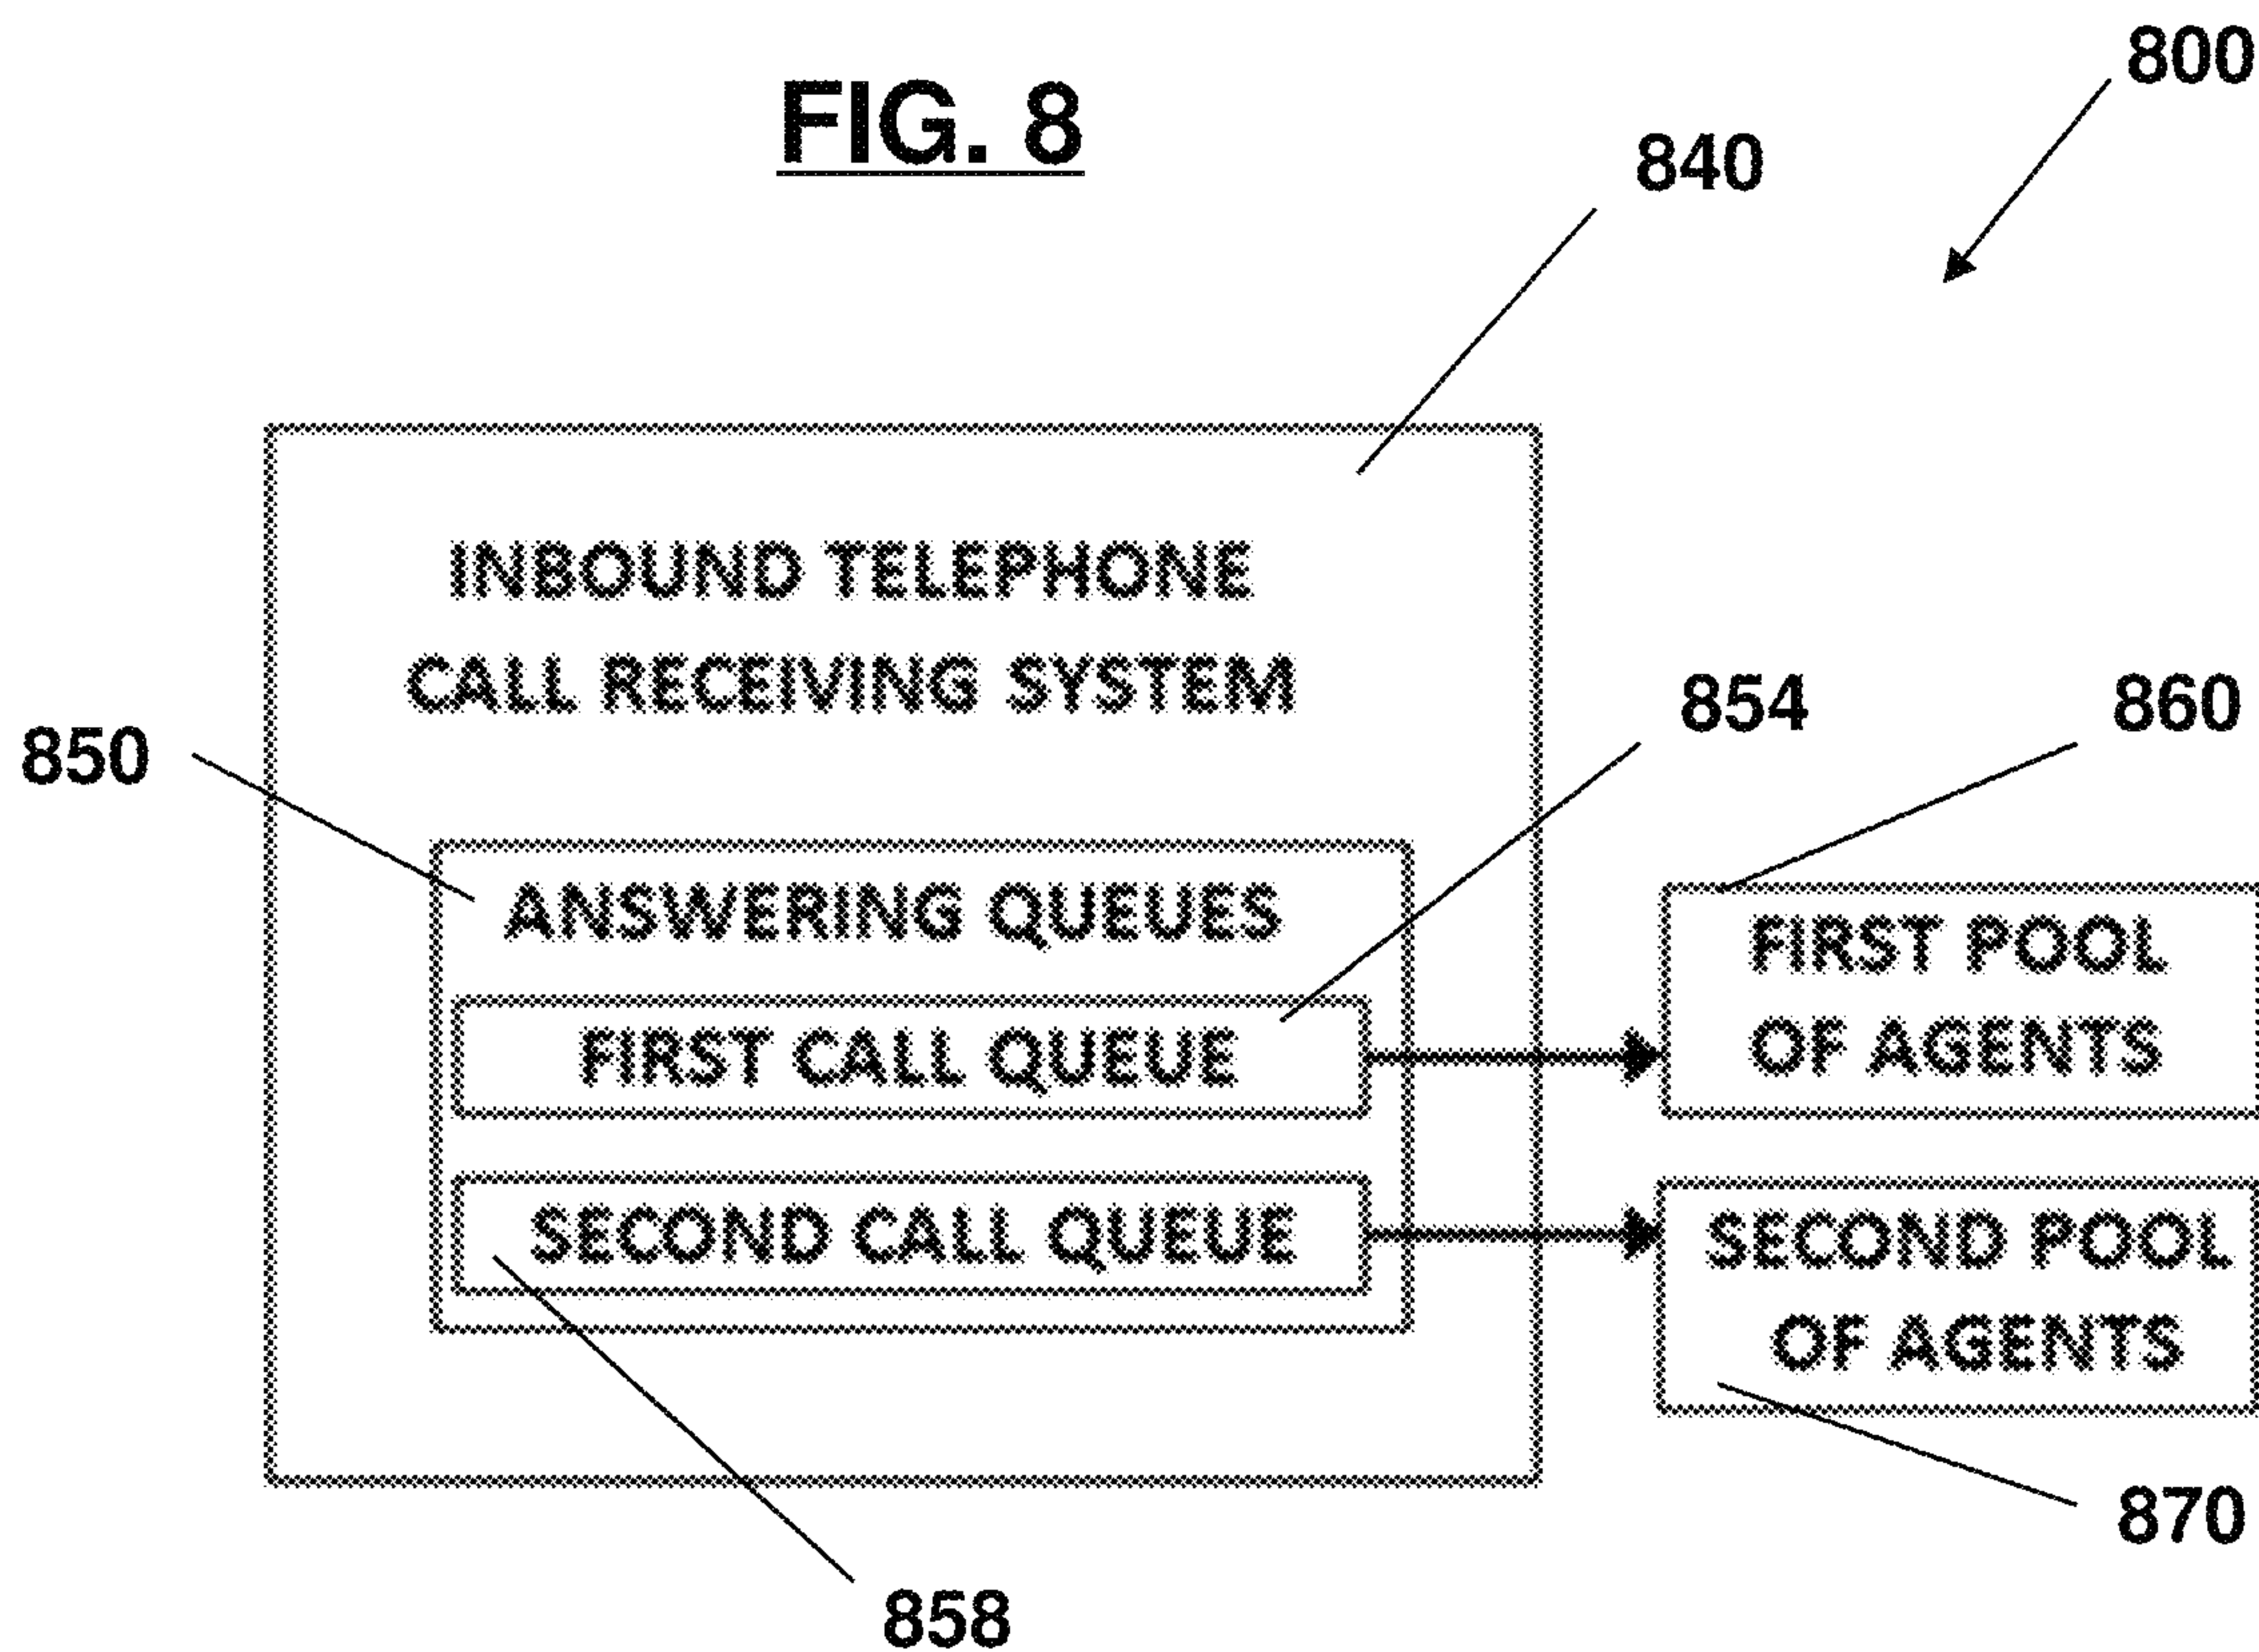 FIG. 8
800
840
INBOUND TELEPHONE
CALL RECEIVING SYSTEM
850
854
860
ANSWERING QUEUES
FIRST CALL QUEUE
SECOND CALL QUEUE
FIRST POOL
OF AGENTS
SECOND POOL
OF AGENTS
870
858